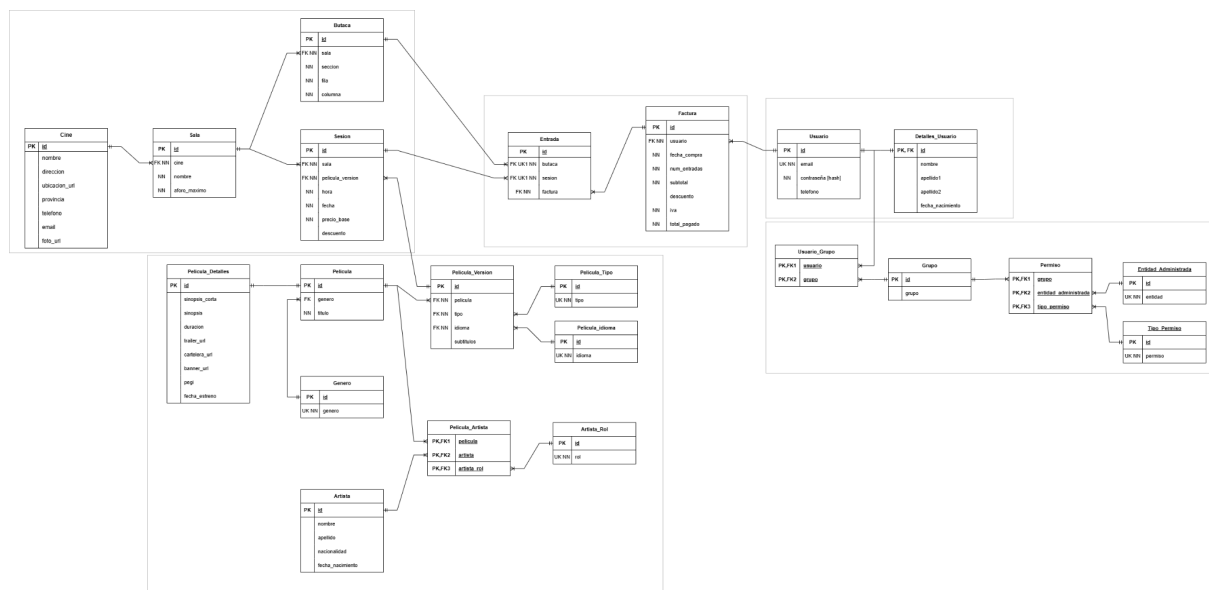 Butaca
PK id
FK NN sala
NN seccion
NN fila
NN columna
Cine
PK id
nombre
direccion
ubicacion_url
provincia
telefono
email
foto_url
Sala
PK id
FK NN cine
NN nombre
NN aforo_maximo
Sesion
PK id
FK NN sala
FK NN pelicula_version
NN hora
NN fecha
NN precio_base
descuento
Entrada
PK id
FK UK1 NN butaca
FK UK1 NN sesion
FK NN factura
Factura
PK id
FK NN usuario
NN fecha_compra
NN num_entradas
NN subtotal
descuento
NN iva
NN total_pagado
Usuario
PK id
UK NN email
NN contraseña [hash]
telefono
Detalles_Usuario
PK, FK id
nombre
apellido1
apellido2
fecha_nacimiento
Usuario_Grupo
PK,FK1 usuario
PK,FK2 grupo
Grupo
PK id
grupo
Permiso
PK,FK1 grupo
PK,FK2 entidad_administrada
PK,FK3 tipo_permiso
Entidad_Administrada
PK id
UK NN entidad
Tipo_Permiso
PK id
UK NN permiso
Pelicula_Detalles
PK id
sinopsis_corta
sinopsis
duracion
trailer_url
cartelera_url
banner_url
pegi
fecha_estreno
Pelicula
PK id
FK genero
NN titulo
Genero
PK id
UK NN genero
Pelicula_Version
PK id
FK NN pelicula
FK NN tipo
FK NN idioma
subtitulos
Pelicula_Tipo
PK id
UK NN tipo
Pelicula_idioma
PK id
UK NN idioma
Pelicula_Artista
PK,FK1 pelicula
PK,FK2 artista
PK,FK3 artista_rol
Artista_Rol
PK id
UK NN rol
Artista
PK id
nombre
apellido
nacionalidad
fecha_nacimiento